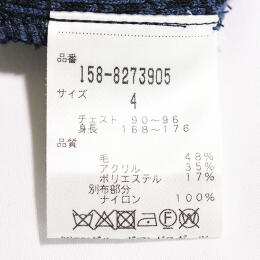 品番
158-8273905
サイズ
4
チェスト 90~96
身長 168~176
品質
毛 48%
アクリル 35%
ポリエステル 17%
別布部分
ナイロン 100%